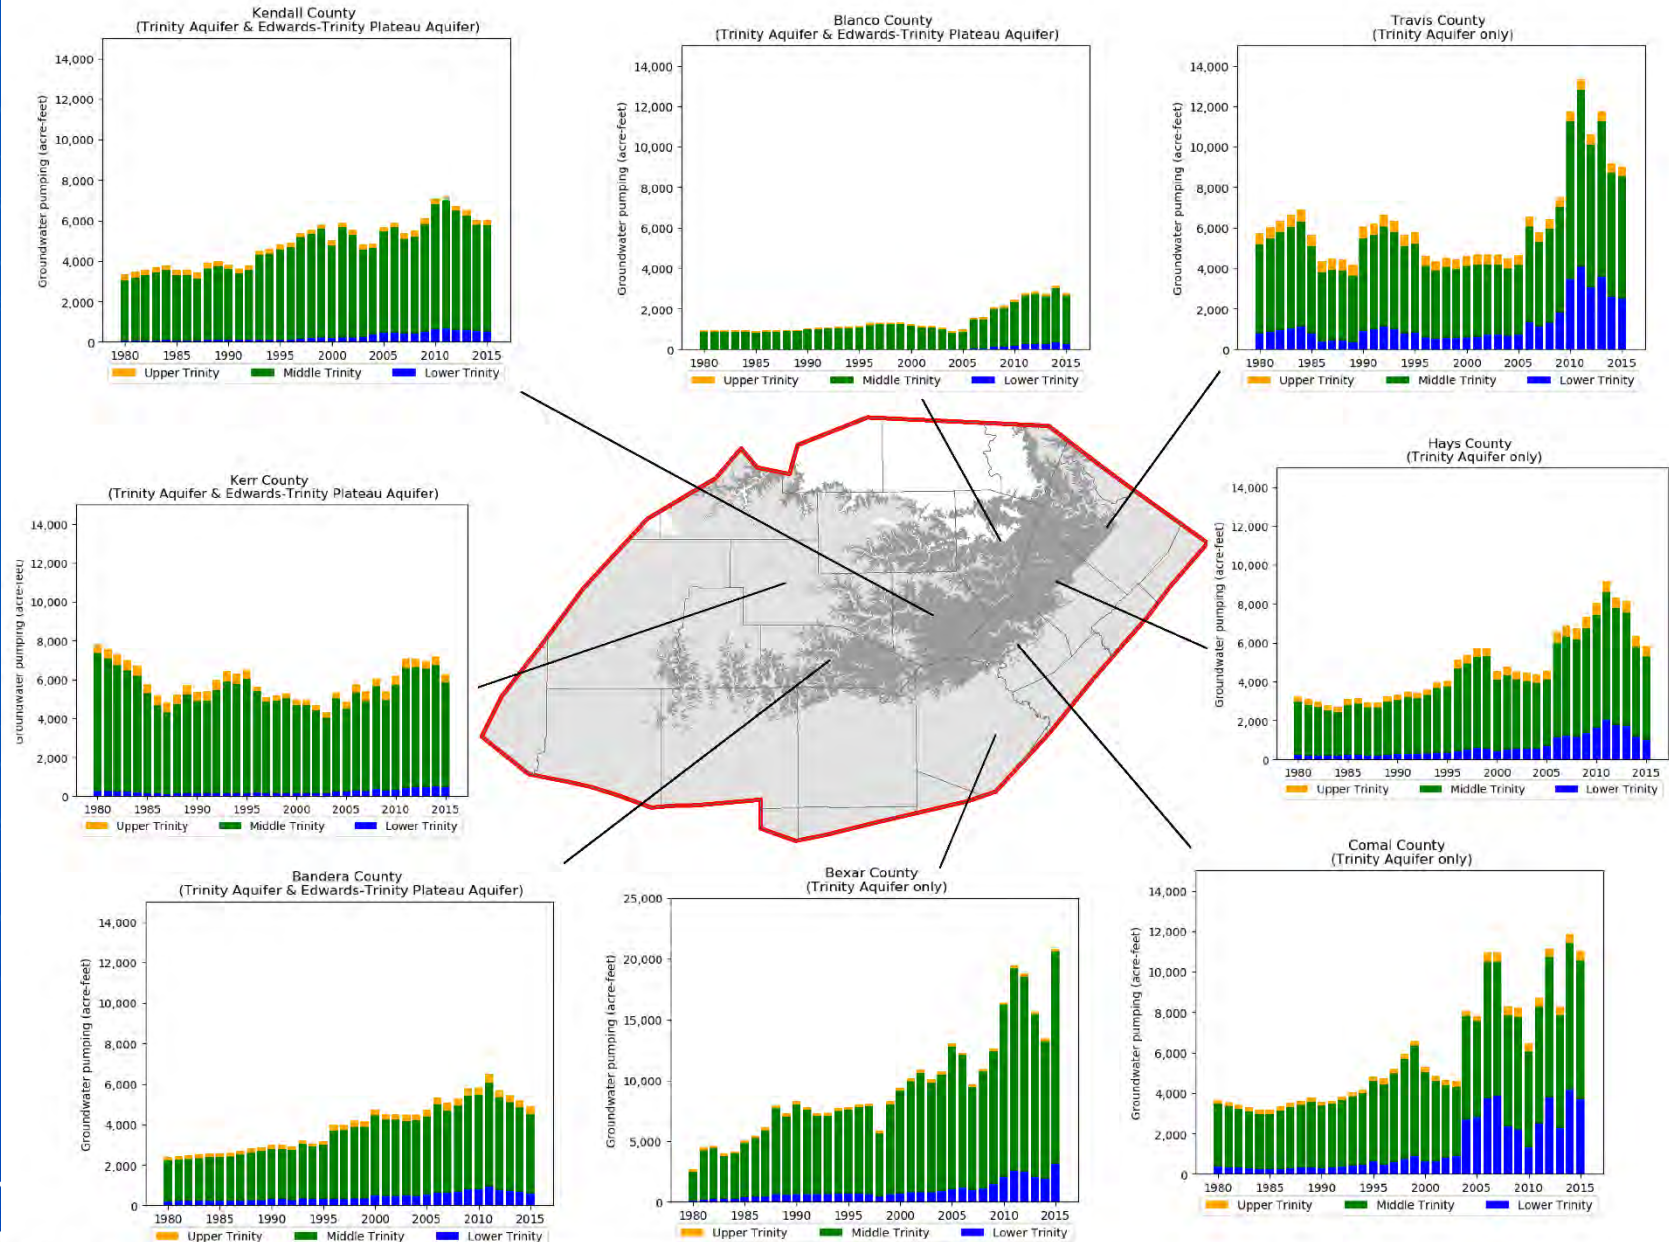 Kendall County
(Trinity Aquifer & Edwards-Trinity Plateau Aquifer)
Groundwater pumping (acre-feet)
14,000
12,000
10,000
8,000
6,000
4,000
2,000
0
1980 1985 1990 1995 2000 2005 2010 2015
Upper Trinity Middle Trinity Lower Trinity
Blanco County
(Trinity Aquifer & Edwards-Trinity Plateau Aquifer)
Groundwater pumping (acre-feet)
14,000
12,000
10,000
8,000
6,000
4,000
2,000
0
1980 1985 1990 1995 2000 2005 2010 2015
Upper Trinity Middle Trinity Lower Trinity
Travis County
(Trinity Aquifer only)
Groundwater pumping (acre-feet)
14,000
12,000
10,000
8,000
6,000
4,000
2,000
0
1980 1985 1990 1995 2000 2005 2010 2015
Upper Trinity Middle Trinity Lower Trinity
Kerr County
(Trinity Aquifer & Edwards-Trinity Plateau Aquifer)
Groundwater pumping (acre-feet)
14,000
12,000
10,000
8,000
6,000
4,000
2,000
0
1980 1985 1990 1995 2000 2005 2010 2015
Upper Trinity Middle Trinity Lower Trinity
Hays County
(Trinity Aquifer only)
Groundwater pumping (acre-feet)
14,000
12,000
10,000
8,000
6,000
4,000
2,000
0
1980 1985 1990 1995 2000 2005 2010 2015
Upper Trinity Middle Trinity Lower Trinity
Bandera County
(Trinity Aquifer & Edwards-Trinity Plateau Aquifer)
Groundwater pumping (acre-feet)
14,000
12,000
10,000
8,000
6,000
4,000
2,000
0
1980 1985 1990 1995 2000 2005 2010 2015
Upper Trinity Middle Trinity Lower Trinity
Bexar County
(Trinity Aquifer only)
Groundwater pumping (acre-feet)
25,000
20,000
15,000
10,000
5,000
0
1980 1985 1990 1995 2000 2005 2010 2015
Upper Trinity Middle Trinity Lower Trinity
Comal County
(Trinity Aquifer only)
Groundwater pumping (acre-feet)
14,000
12,000
10,000
8,000
6,000
4,000
2,000
0
1980 1985 1990 1995 2000 2005 2010 2015
Upper Trinity Middle Trinity Lower Trinity